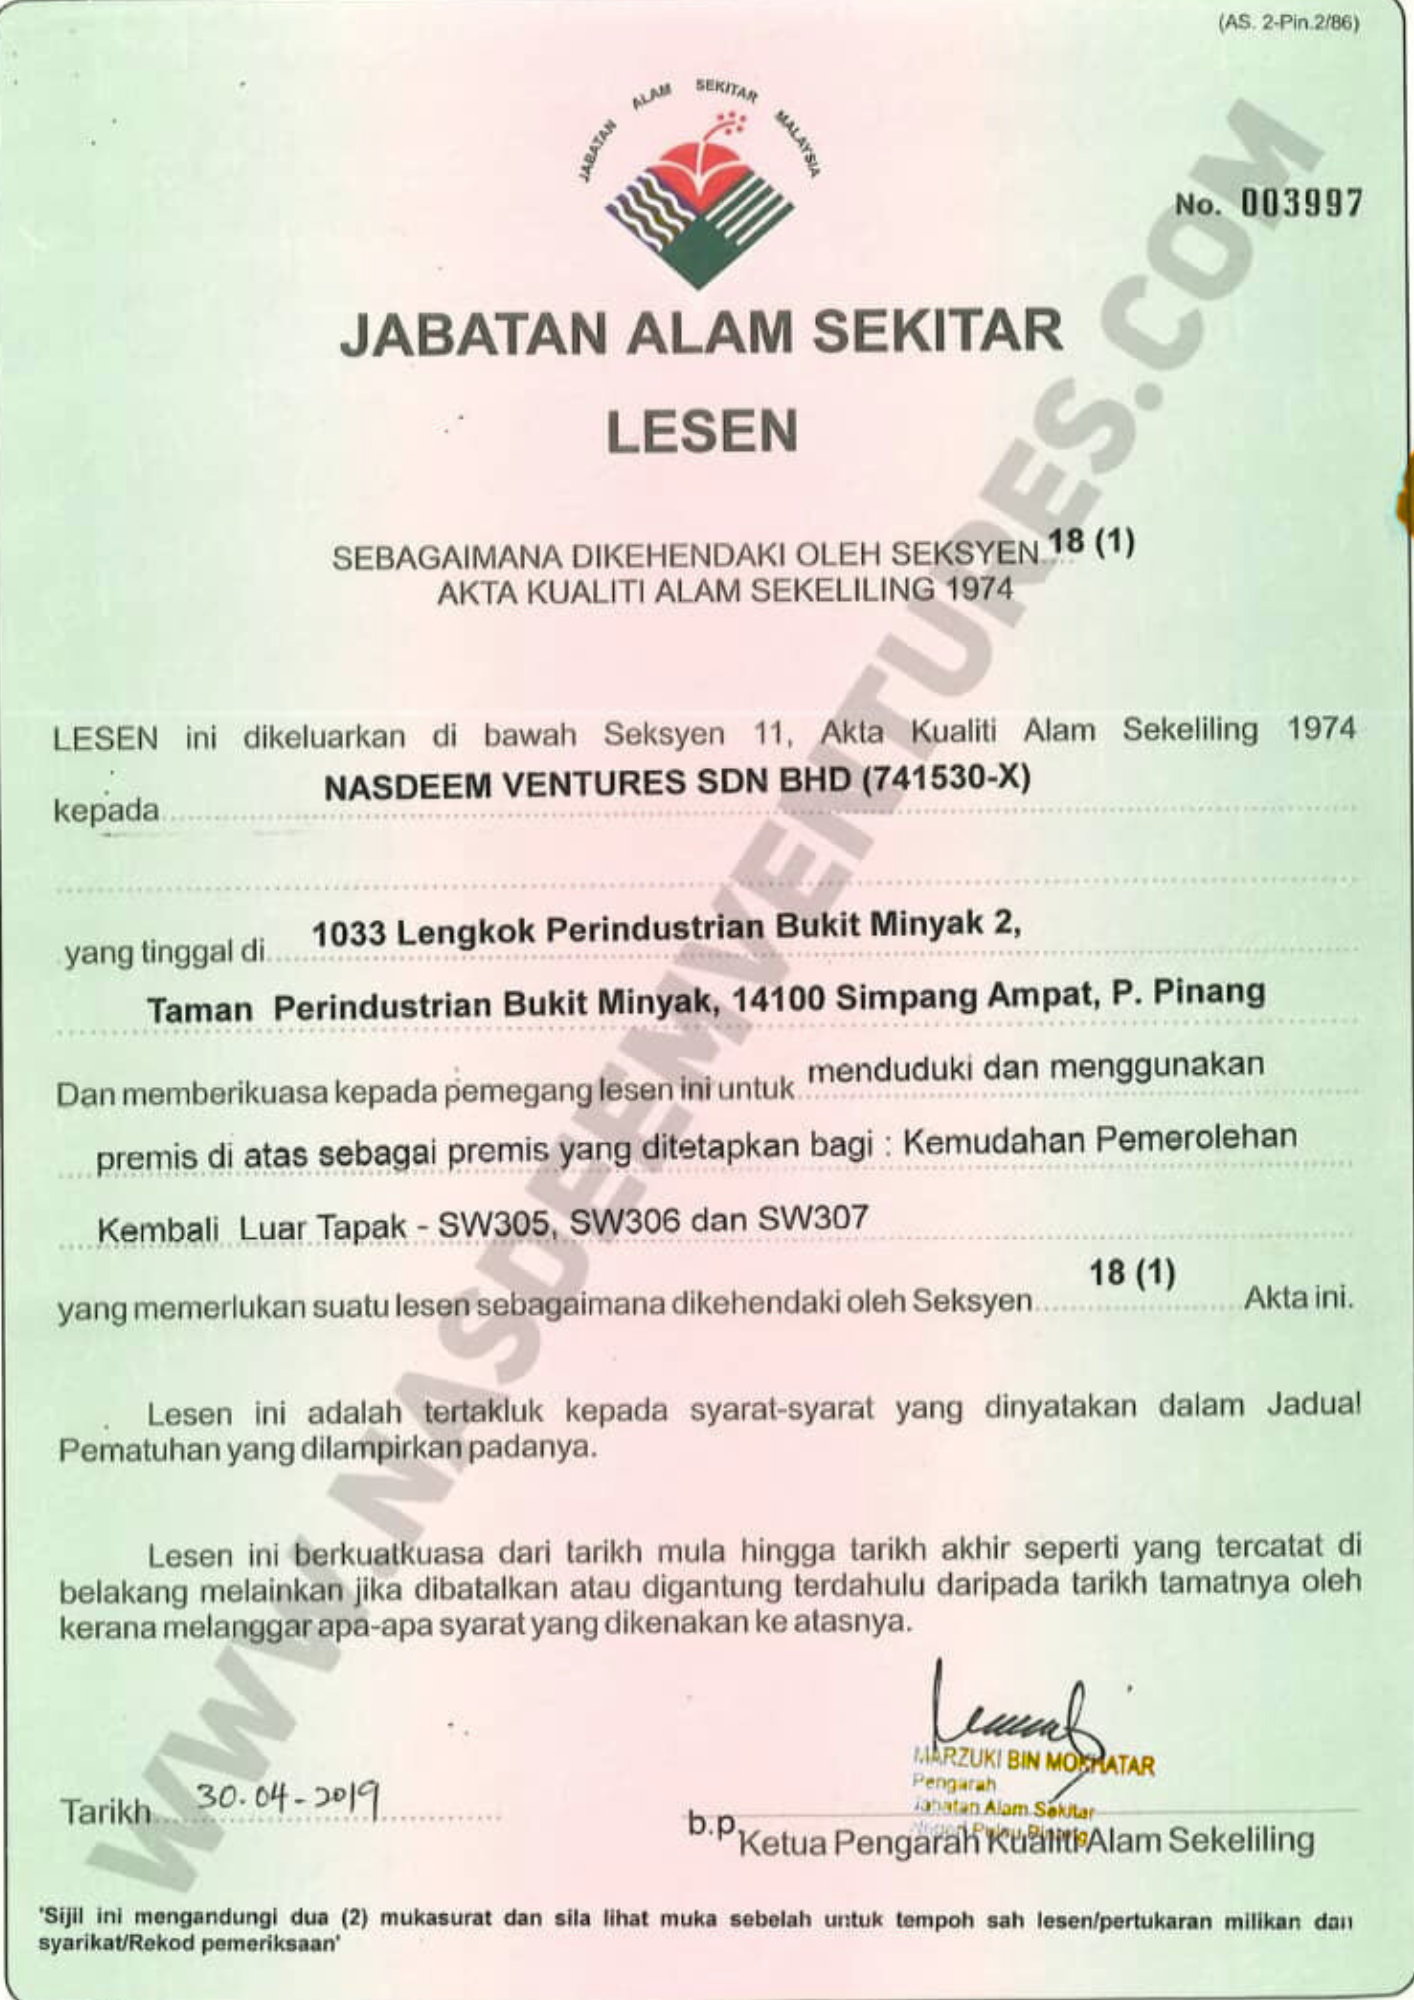 (AS. 2-Pin.2/86)
JABATAN ALAM SEKITAR MALAYSIA
No. 003997
JABATAN ALAM SEKITAR
LESEN
SEBAGAIMANA DIKEHENDAKI OLEH SEKSYEN 18 (1)
AKTA KUALITI ALAM SEKELILING 1974
LESEN ini dikeluarkan di bawah Seksyen 11, Akta Kualiti Alam Sekeliling 1974
kepada NASDEEM VENTURES SDN BHD (741530-X)
yang tinggal di 1033 Lengkok Perindustrian Bukit Minyak 2,
Taman Perindustrian Bukit Minyak, 14100 Simpang Ampat, P. Pinang
Dan memberikuasa kepada pemegang lesen ini untuk menduduki dan menggunakan
premis di atas sebagai premis yang ditetapkan bagi : Kemudahan Pemerolehan
Kembali Luar Tapak - SW305, SW306 dan SW307
yang memerlukan suatu lesen sebagaimana dikehendaki oleh Seksyen 18 (1) Akta ini.
Lesen ini adalah tertakluk kepada syarat-syarat yang dinyatakan dalam Jadual
Pematuhan yang dilampirkan padanya.
Lesen ini berkuatkuasa dari tarikh mula hingga tarikh akhir seperti yang tercatat di
belakang melainkan jika dibatalkan atau digantung terdahulu daripada tarikh tamatnya oleh
kerana melanggar apa-apa syarat yang dikenakan ke atasnya.
MARZUKI BIN MOKHATAR
Pengarah
Jabatan Alam Sekitar
Negeri Pulau Pinang
Tarikh 30.04-2019
b.p. Ketua Pengarah Kualiti Alam Sekeliling
'Sijil ini mengandungi dua (2) mukasurat dan sila lihat muka sebelah untuk tempoh sah lesen/pertukaran milikan dan
syarikat/Rekod pemeriksaan'
WWW.NASDEEMVENTURES.COM